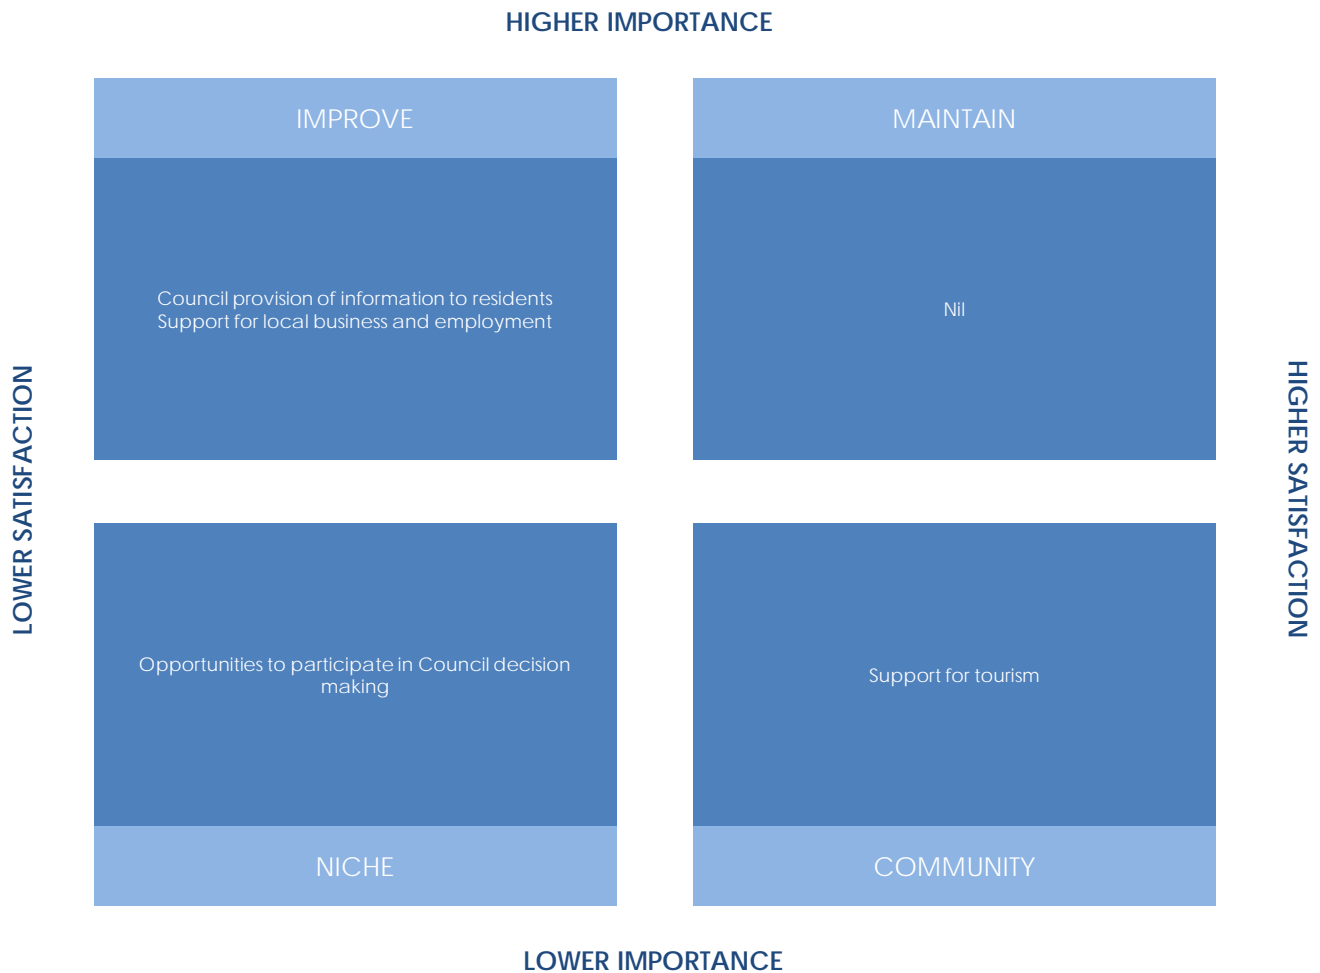 HIGHER IMPORTANCE
IMPROVE
MAINTAIN
Council provision of information to residents
Support for local business and employment
Nil
LOWER SATISFACTION
HIGHER SATISFACTION
Opportunities to participate in Council decision
making
Support for tourism
NICHE
COMMUNITY
LOWER IMPORTANCE